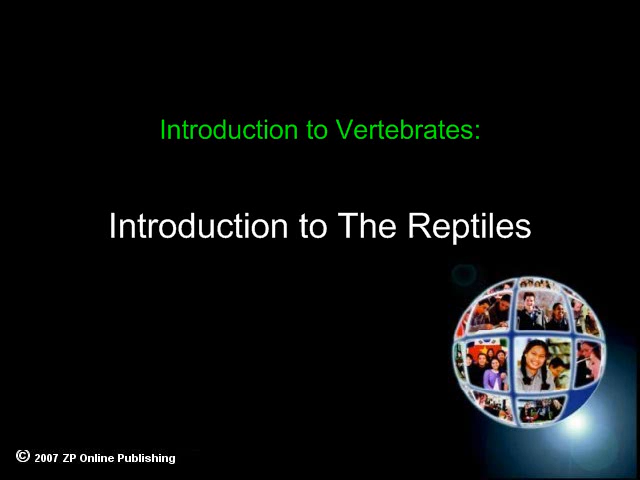 Introduction to Vertebrates:
Introduction to The Reptiles
© 2007 ZP Online Publishing